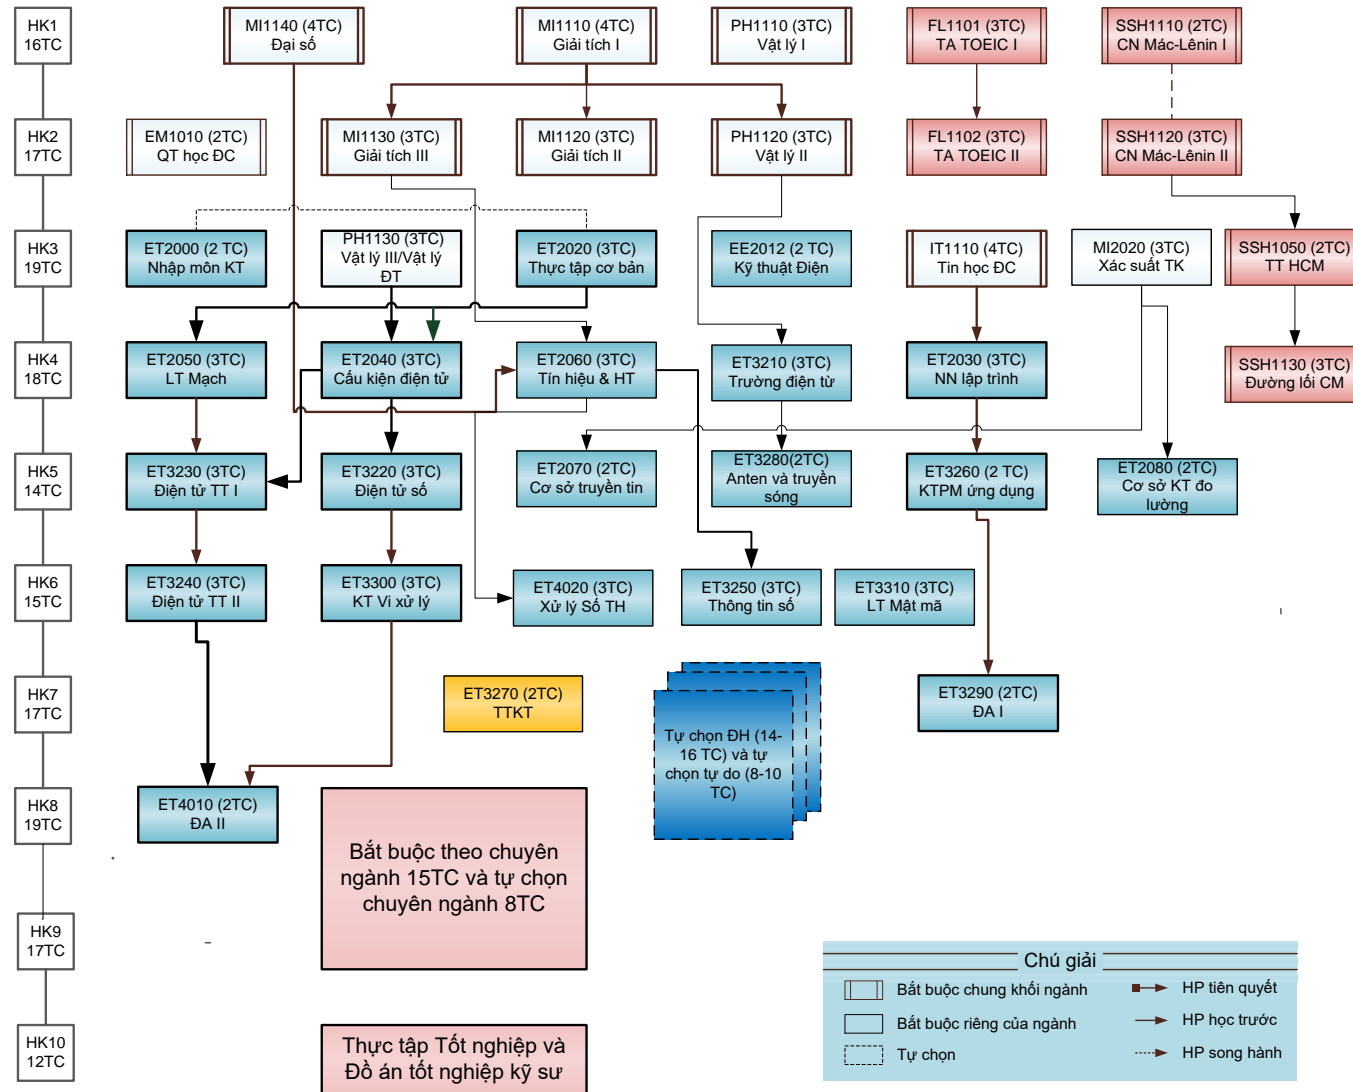 HK1
16TC
MI1140 (4TC)
Đại số
MI1110 (4TC)
Giải tích I
PH1110 (3TC)
Vật lý I
FL1101 (3TC)
TA TOEIC I
SSH1110 (2TC)
CN Mác-Lênin I
HK2
17TC
EM1010 (2TC)
QT học ĐC
MI1130 (3TC)
Giải tích III
MI1120 (3TC)
Giải tích II
PH1120 (3TC)
Vật lý II
FL1102 (3TC)
TA TOEIC II
SSH1120 (3TC)
CN Mác-Lênin II
HK3
19TC
ET2000 (2 TC)
Nhập môn KT
PH1130 (3TC)
Vật lý III/Vật lý
ĐT
ET2020 (3TC)
Thực tập cơ bản
EE2012 (2 TC)
Kỹ thuật Điện
IT1110 (4TC)
Tin học ĐC
MI2020 (3TC)
Xác suất TK
SSH1050 (2TC)
TT HCM
HK4
18TC
ET2050 (3TC)
LT Mạch
ET2040 (3TC)
Cấu kiện điện tử
ET2060 (3TC)
Tín hiệu & HT
ET3210 (3TC)
Trường điện từ
ET2030 (3TC)
NN lập trình
SSH1130 (3TC)
Đường lối CM
HK5
14TC
ET3230 (3TC)
Điện tử TT I
ET3220 (3TC)
Điện tử số
ET2070 (2TC)
Cơ sở truyền tin
ET3280(2TC)
Anten và truyền
sóng
ET3260 (2 TC)
KTPM ứng dụng
ET2080 (2TC)
Cơ sở KT đo
lường
HK6
15TC
ET3240 (3TC)
Điện tử TT II
ET3300 (3TC)
KT Vi xử lý
ET4020 (3TC)
Xử lý Số TH
ET3250 (3TC)
Thông tin số
ET3310 (3TC)
LT Mật mã
HK7
17TC
ET3270 (2TC)
TTKT
Tự chọn ĐH (14-
16 TC) và tự
chọn tự do (8-10
TC)
ET3290 (2TC)
ĐA I
HK8
19TC
ET4010 (2TC)
ĐA II
Bắt buộc theo chuyên
ngành 15TC và tự chọn
chuyên ngành 8TC
HK9
17TC
HK10
12TC
Thực tập Tốt nghiệp và
Đồ án tốt nghiệp kỹ sư
Chú giải
Bắt buộc chung khối ngành
HP tiên quyết
Bắt buộc riêng của ngành
HP học trước
Tự chọn
HP song hành